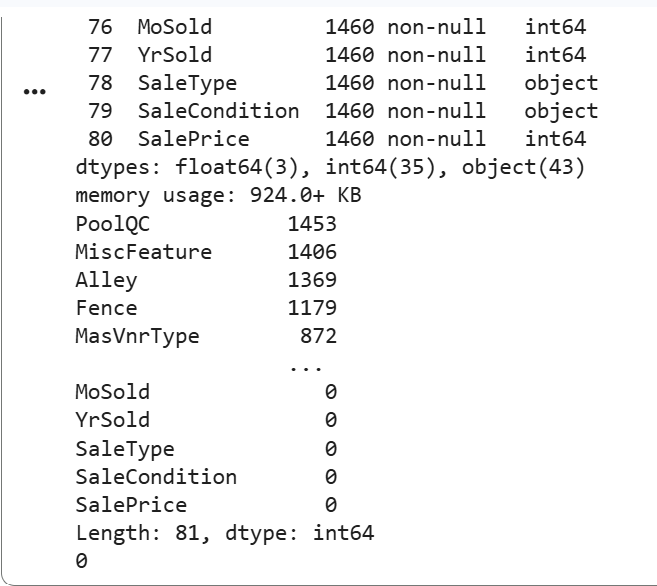 76  MoSold         1460 non-null   int64
77  YrSold         1460 non-null   int64
78  SaleType       1460 non-null   object
79  SaleCondition  1460 non-null   object
80  SalePrice      1460 non-null   int64
dtypes: float64(3), int64(35), object(43)
memory usage: 924.0+ KB
PoolQC           1453
MiscFeature      1406
Alley            1369
Fence            1179
MasVnrType        872
...
MoSold              0
YrSold              0
SaleType            0
SaleCondition       0
SalePrice           0
Length: 81, dtype: int64
0